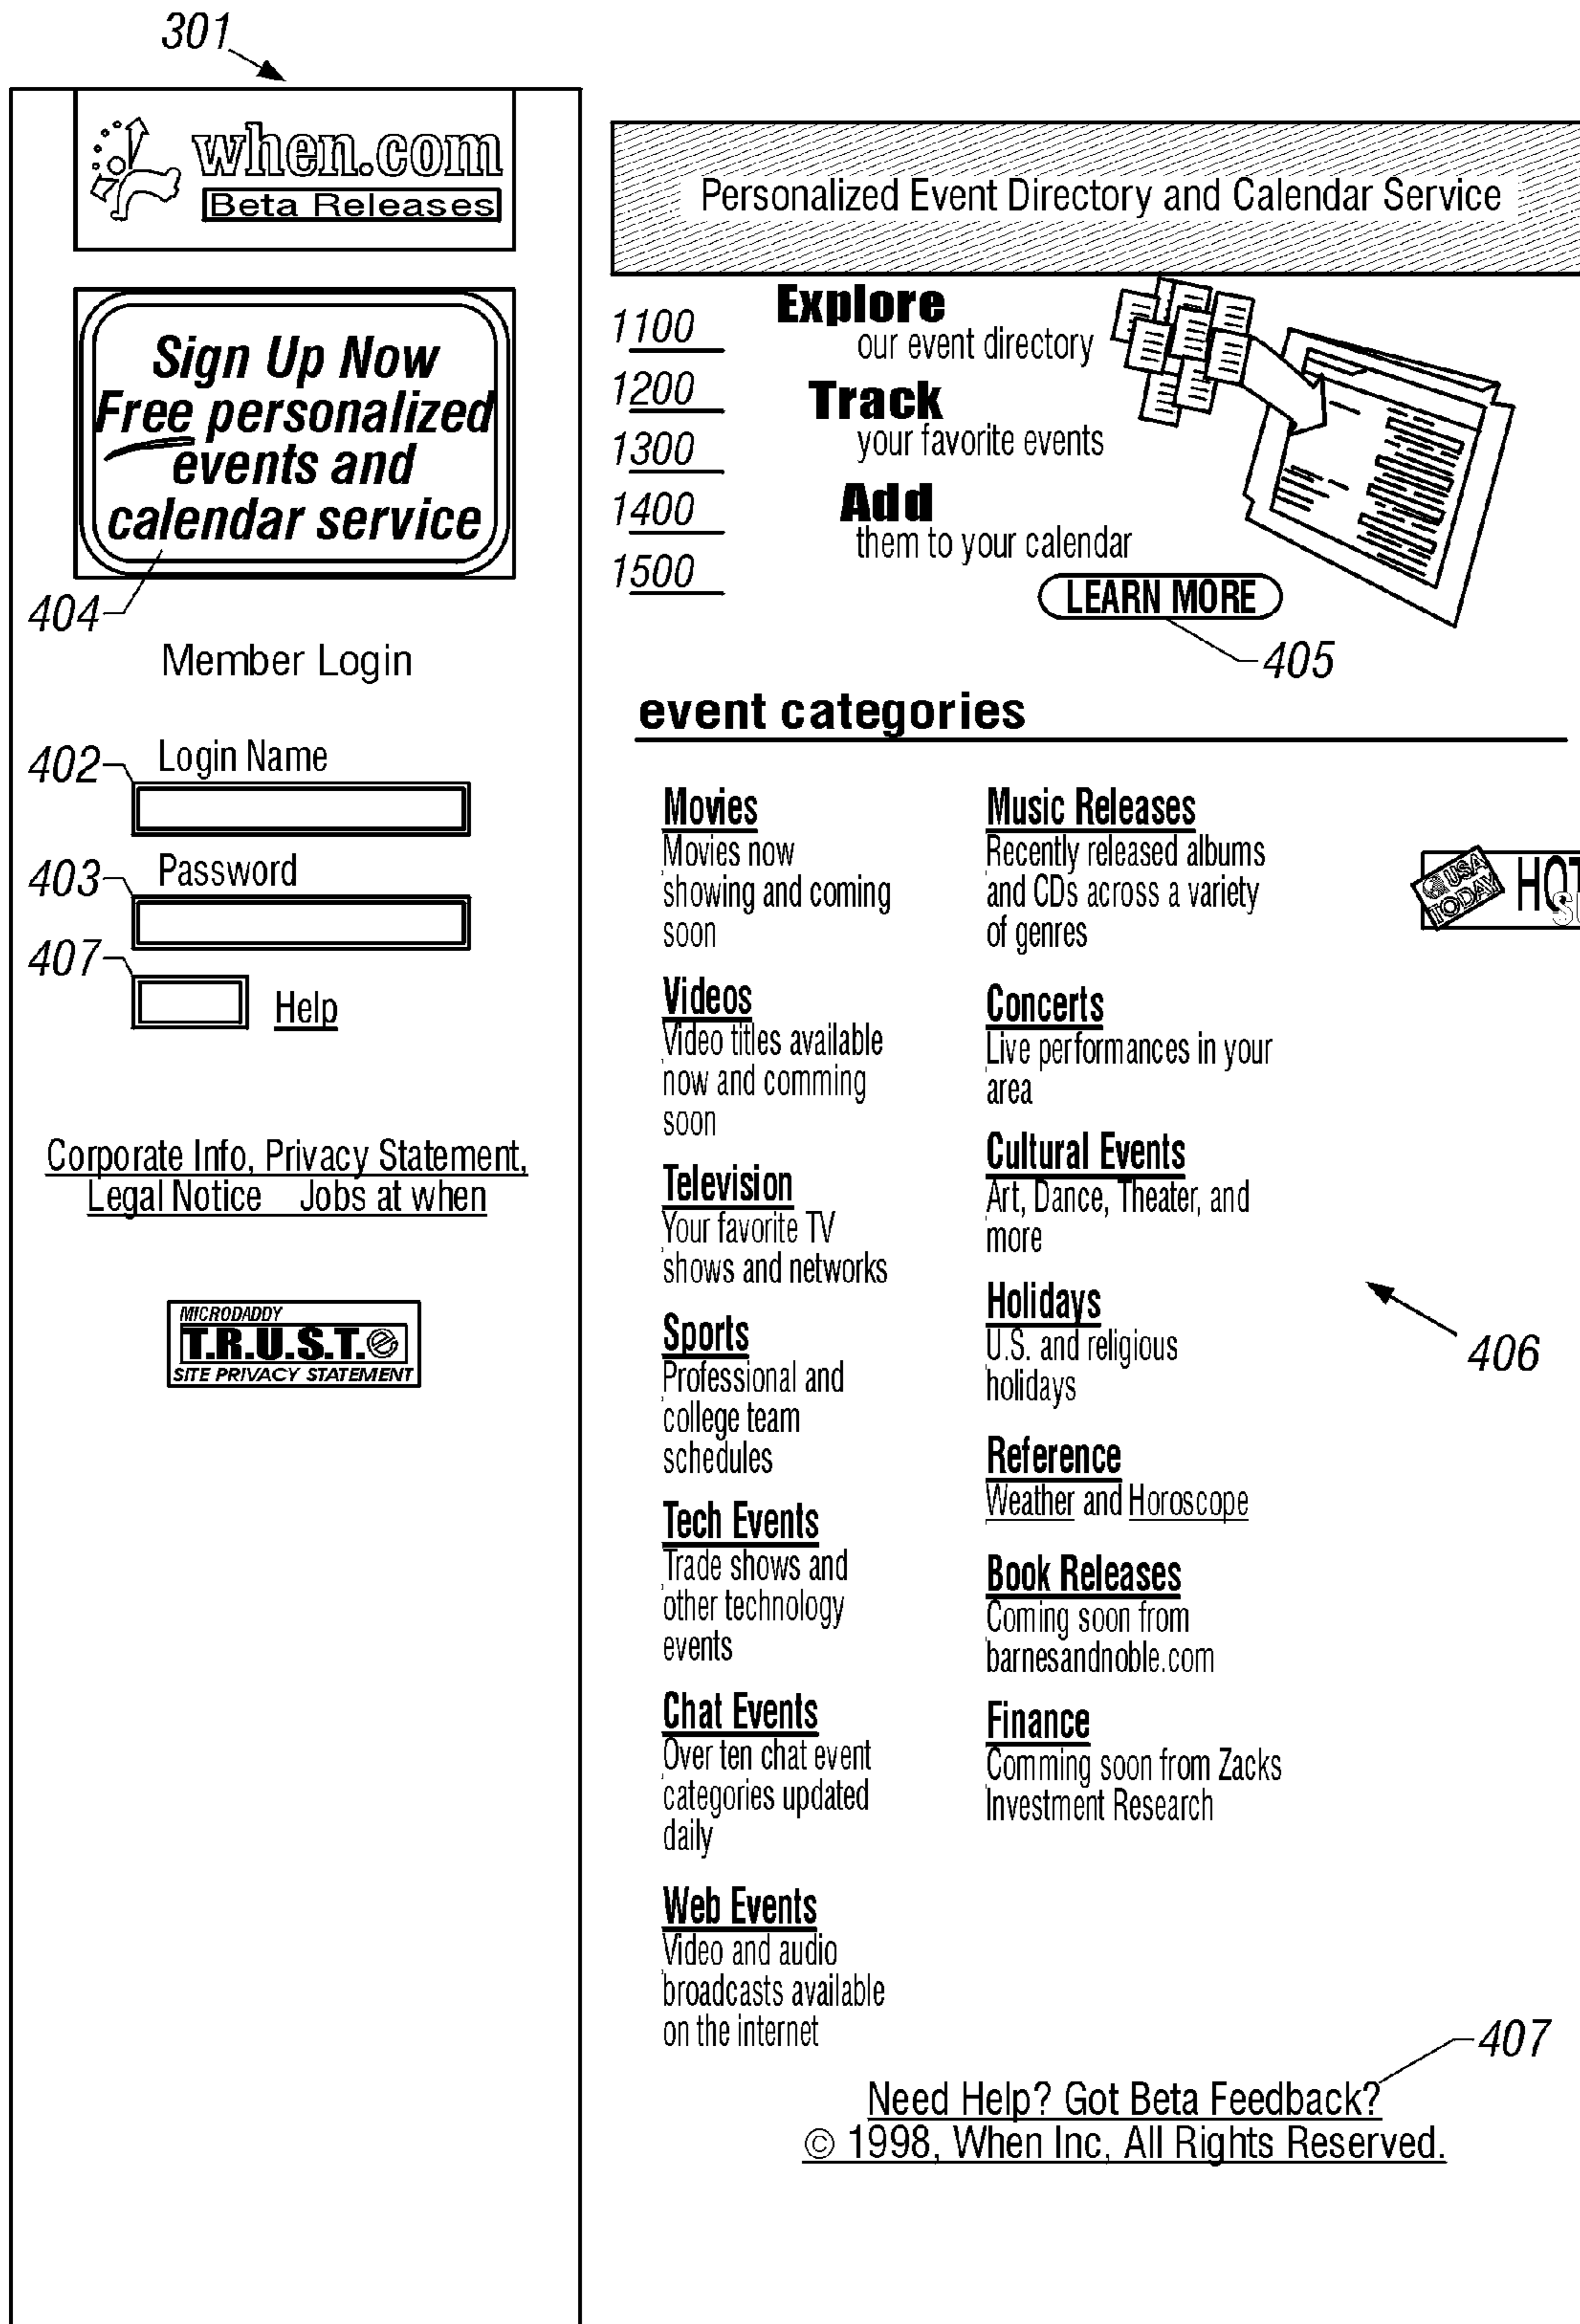 301
when.com
Beta Releases
Sign Up Now
Free personalized
events and
calendar service
404
Member Login
402
Login Name
403
Password
407
Help
Corporate Info, Privacy Statement,
Legal Notice Jobs at when
MICRODADDY
T.R.U.S.T.e
SITE PRIVACY STATEMENT
Personalized Event Directory and Calendar Service
1100
1200
1300
1400
1500
Explore
our event directory
Track
your favorite events
Add
them to your calendar
LEARN MORE
405
event categories
Movies
Movies now
showing and coming
soon
Videos
Video titles available
now and comming
soon
Television
Your favorite TV
shows and networks
Sports
Professional and
college team
schedules
Tech Events
Trade shows and
other technology
events
Chat Events
Over ten chat event
categories updated
daily
Web Events
Video and audio
broadcasts available
on the internet
Music Releases
Recently released albums
and CDs across a variety
of genres
Concerts
Live performances in your
area
Cultural Events
Art, Dance, Theater, and
more
Holidays
U.S. and religious
holidays
Reference
Weather and Horoscope
Book Releases
Coming soon from
barnesandnoble.com
Finance
Comming soon from Zacks
Investment Research
USA
TODAY
406
407
Need Help? Got Beta Feedback?
© 1998, When Inc, All Rights Reserved.